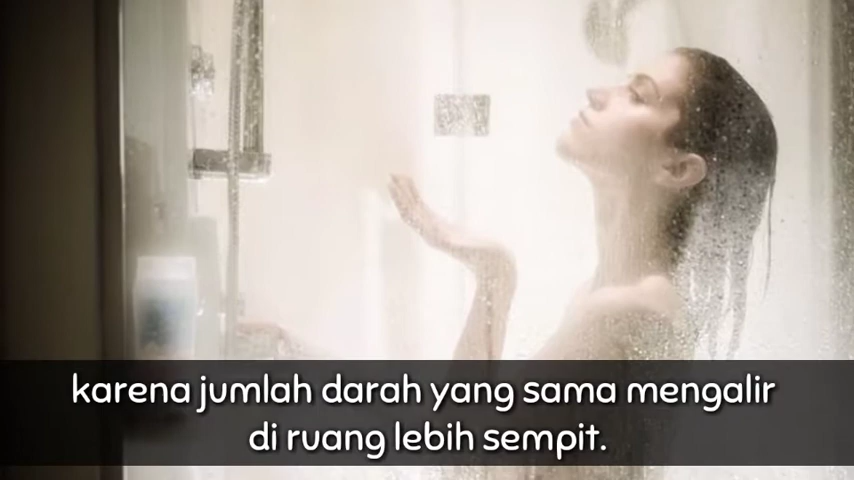 karena jumlah darah yang sama mengalir
di ruang lebih sempit.